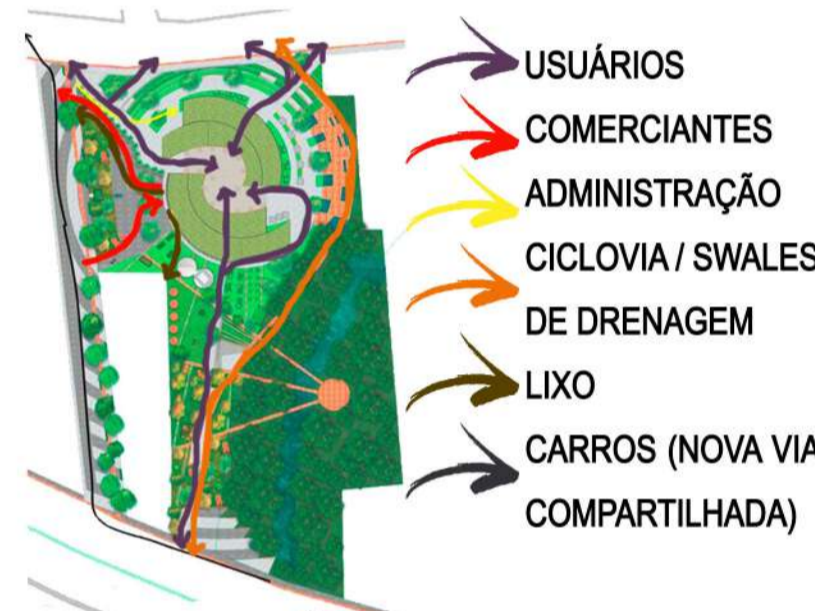 USUÁRIOS
COMERCIANTES
ADMINISTRAÇÃO
CICLOVIA / SWALES
DE DRENAGEM
LIXO
CARROS (NOVA VIA
COMPARTILHADA)